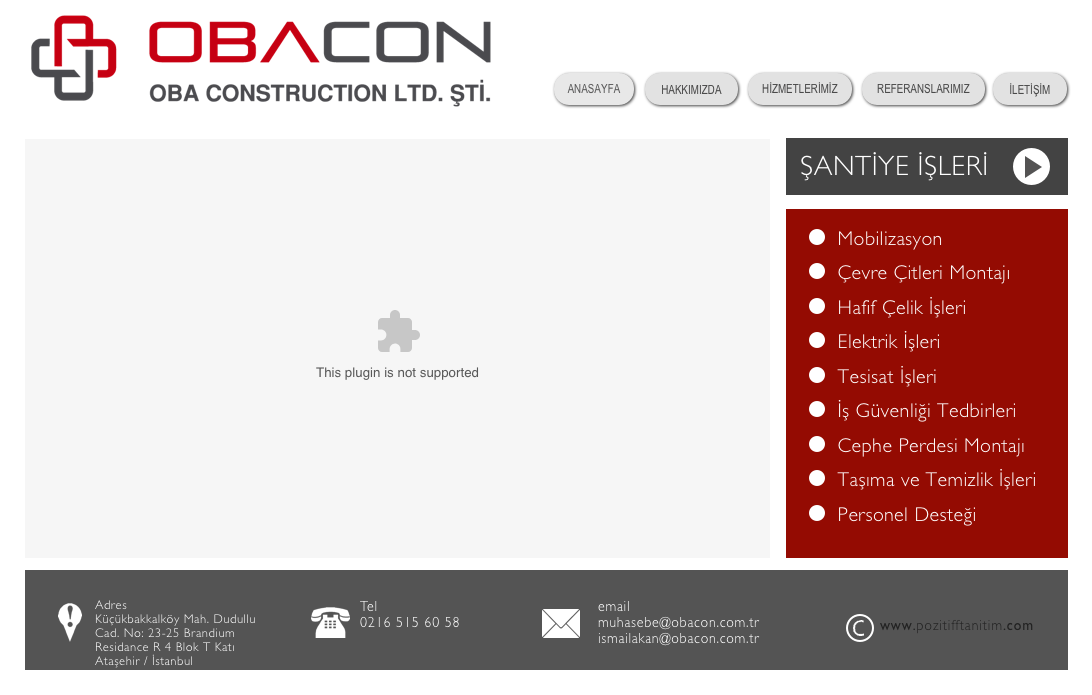 OBACON
OBA CONSTRUCTION LTD. ŞTİ.
ANASAYFA
HAKKIMIZDA
HİZMETLERİMİZ
REFERANSLARIMIZ
İLETİŞİM
ŞANTİYE İŞLERİ
This plugin is not supported
Mobilizasyon
Çevre Çitleri Montajı
Hafif Çelik İşleri
Elektrik İşleri
Tesisat İşleri
İş Güvenliği Tedbirleri
Cephe Perdesi Montajı
Taşıma ve Temizlik İşleri
Personel Desteği
Adres
Küçükbakkalköy Mah. Dudullu
Cad. No: 23-25 Brandium
Residance R 4 Blok T Katı
Ataşehir / İstanbul
Tel
0216 515 60 58
email
muhasebe@obacon.com.tr
ismailakan@obacon.com.tr
© www.pozitifftanitim.com